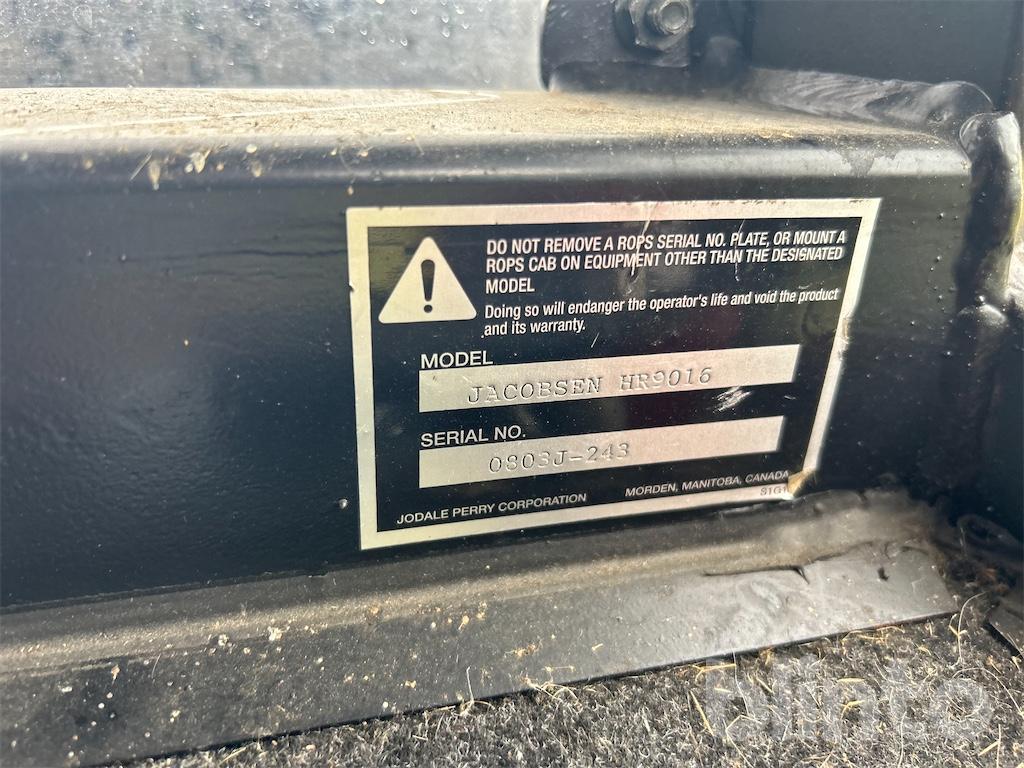 DO NOT REMOVE A ROPS SERIAL NO. PLATE, OR MOUNT A
ROPS CAB ON EQUIPMENT OTHER THAN THE DESIGNATED
MODEL
Doing so will endanger the operator's life and void the product
and its warranty.
MODEL
JACOBSEN HR9016
SERIAL NO.
0803J-243
JODALE PERRY CORPORATION MORDEN, MANITOBA, CANADA
blinto